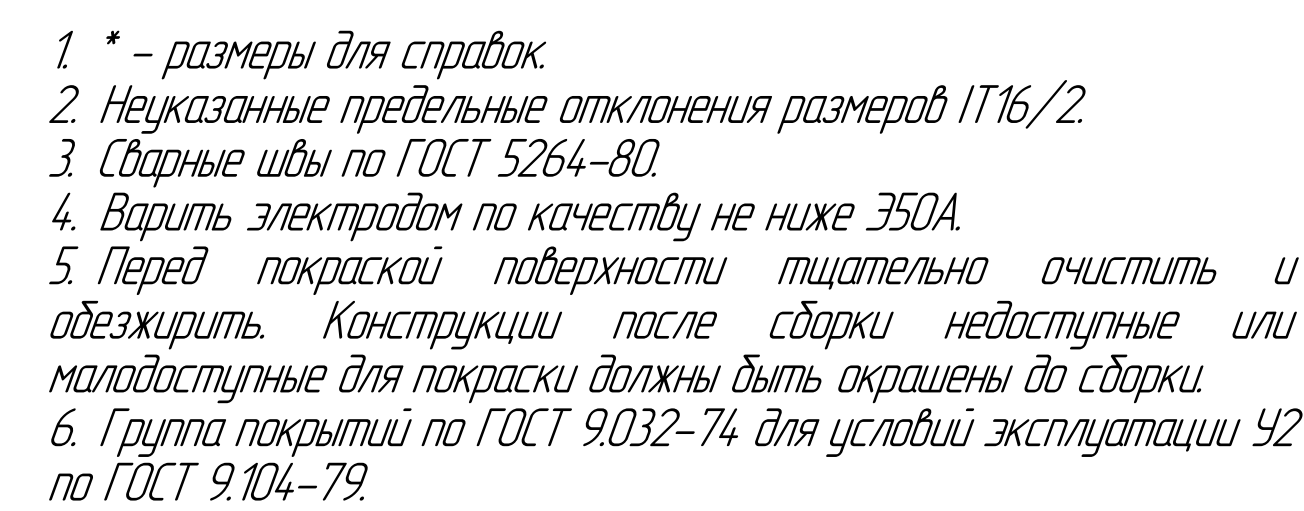 1. * – размеры для справок.
2. Неуказанные предельные отклонения размеров IT16/2.
3. Сварные швы по ГОСТ 5264–80.
4. Варить электродом по качеству не ниже Э50А.
5. Перед покраской поверхности тщательно очистить и
обезжирить. Конструкции после сборки недоступные или
малодоступные для покраски должны быть окрашены до сборки.
6. Группа покрытий по ГОСТ 9.032–74 для условий эксплуатации У2
по ГОСТ 9.104–79.